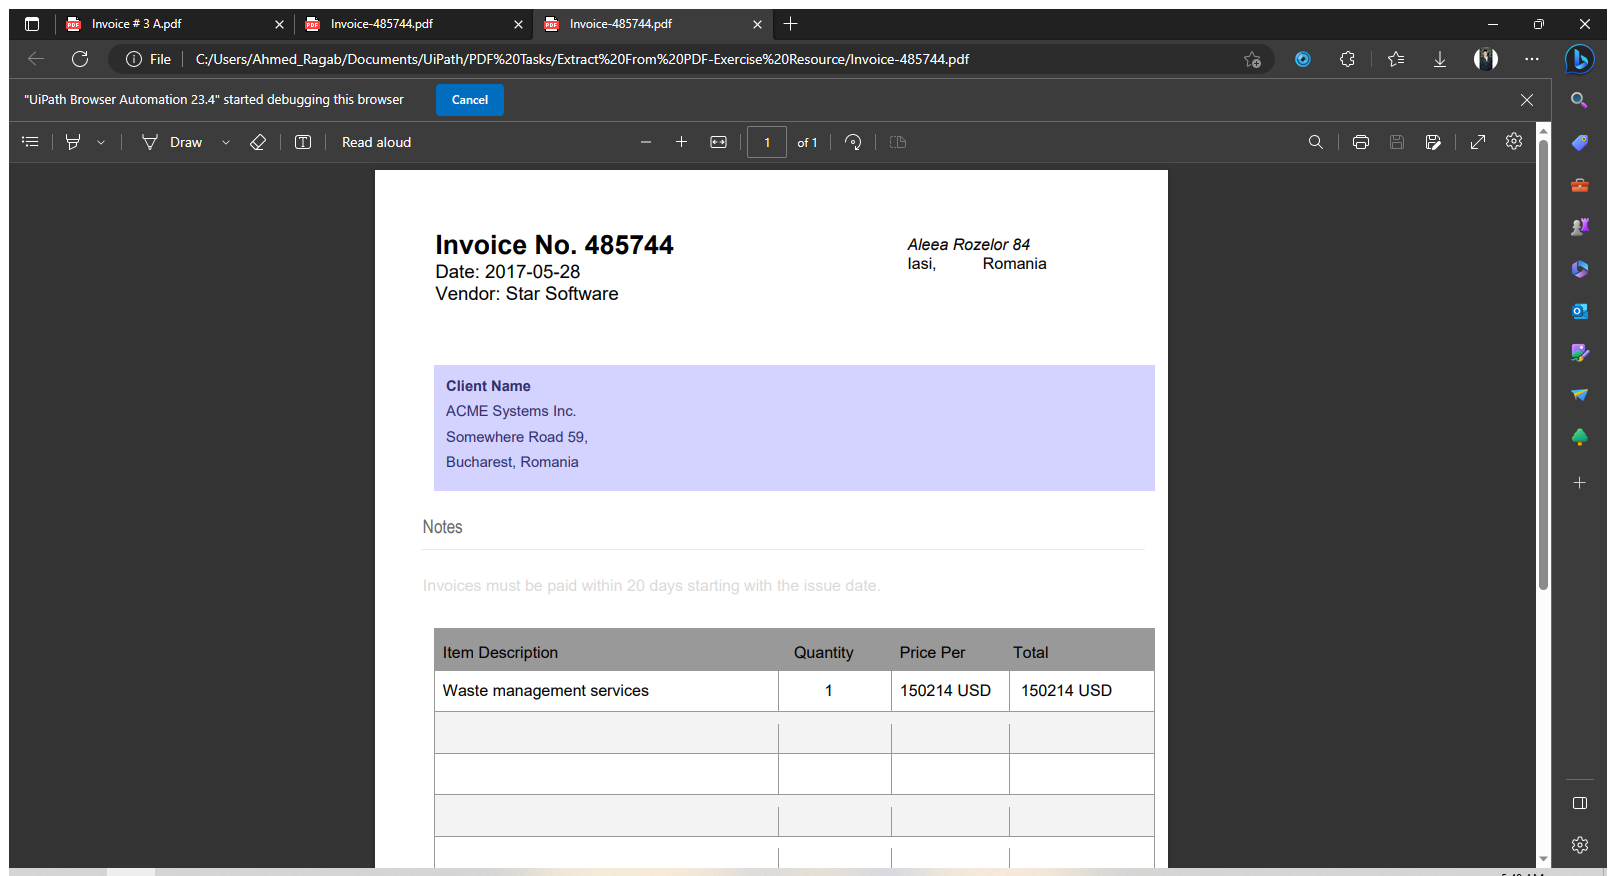 Invoice # 3 A.pdf
Invoice-485744.pdf
Invoice-485744.pdf
File
C:/Users/Ahmed_Ragab/Documents/UiPath/PDF%20Tasks/Extract%20From%20PDF-Exercise%20Resource/Invoice-485744.pdf
"UiPath Browser Automation 23.4" started debugging this browser
Cancel
Draw
Read aloud
1 of 1
Invoice No. 485744
Date: 2017-05-28
Vendor: Star Software
Aleea Rozelor 84
Iasi, Romania
Client Name
ACME Systems Inc.
Somewhere Road 59,
Bucharest, Romania
Notes
Invoices must be paid within 20 days starting with the issue date.
Item Description Quantity Price Per Total
Waste management services 1 150214 USD 150214 USD